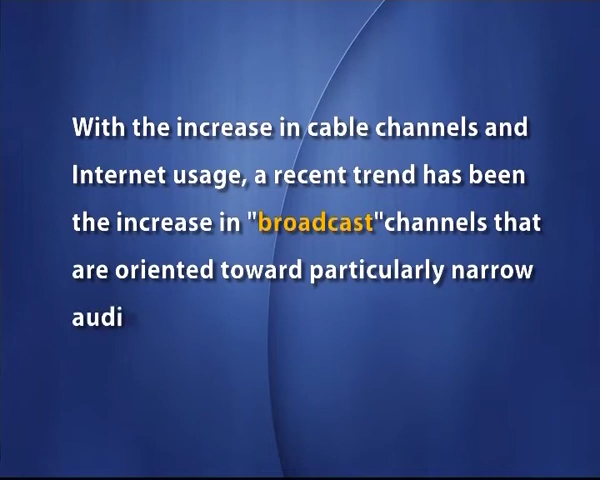 With the increase in cable channels and
Internet usage, a recent trend has been
the increase in "broadcast"channels that
are oriented toward particularly narrow
audi